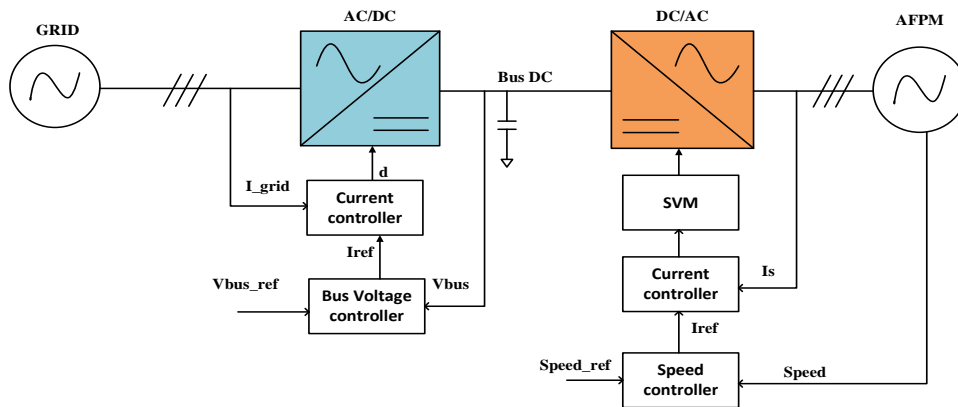 GRID
AC/DC
DC/AC
AFPM
Bus DC
d
I_grid
Current
controller
SVM
Iref
Vbus_ref
Vbus
Bus Voltage
controller
Current
controller
Is
Iref
Speed_ref
Speed
controller
Speed